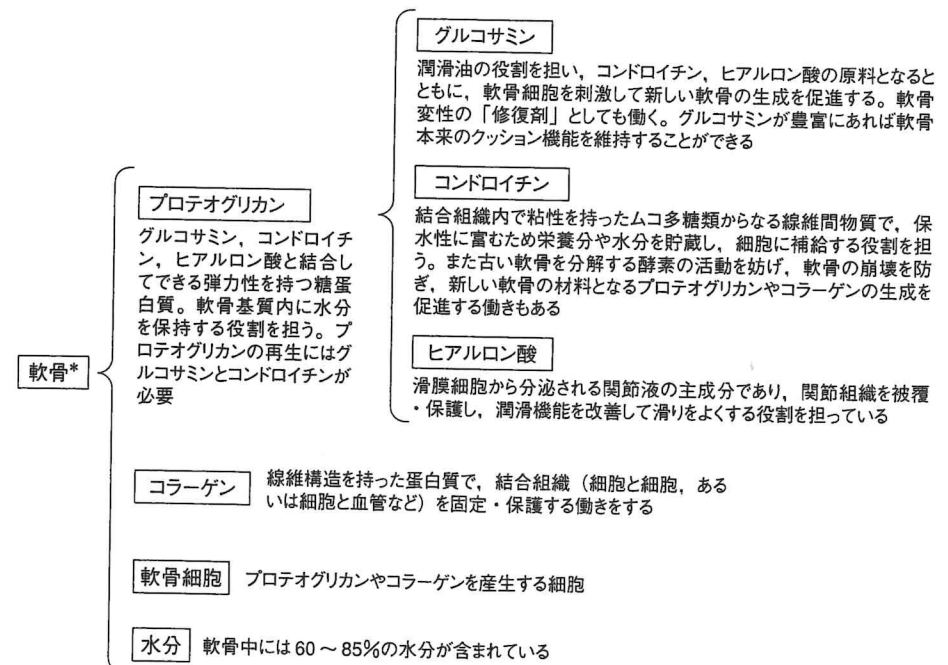 軟骨*
プロテオグリカン
グルコサミン，コンドロイチ
ン，ヒアルロン酸と結合し
てできる弾力性を持つ糖蛋
白質。軟骨基質内に水分
を保持する役割を担う。プ
ロテオグリカンの再生にはグ
ルコサミンとコンドロイチンが
必要
グルコサミン
潤滑油の役割を担い，コンドロイチン，ヒアルロン酸の原料となると
ともに，軟骨細胞を刺激して新しい軟骨の生成を促進する。軟骨
変性の「修復剤」としても働く。グルコサミンが豊富にあれば軟骨
本来のクッション機能を維持することができる
コンドロイチン
結合組織内で粘性を持ったムコ多糖類からなる線維間物質で，保
水性に富むため栄養分や水分を貯蔵し，細胞に補給する役割を担
う。また古い軟骨を分解する酵素の活動を妨げ，軟骨の崩壊を防
ぎ，新しい軟骨の材料となるプロテオグリカンやコラーゲンの生成を
促進する働きもある
ヒアルロン酸
滑膜細胞から分泌される関節液の主成分であり，関節組織を被覆
・保護し，潤滑機能を改善して滑りをよくする役割を担っている
コラーゲン
線維構造を持った蛋白質で，結合組織（細胞と細胞，ある
いは細胞と血管など）を固定・保護する働きをする
軟骨細胞
プロテオグリカンやコラーゲンを産生する細胞
水分
軟骨中には60～85%の水分が含まれている